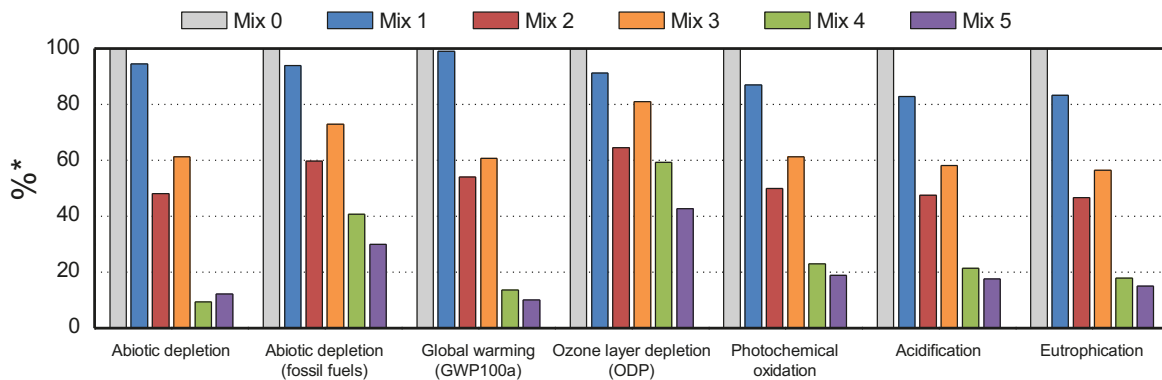 Mix 0 Mix 1 Mix 2 Mix 3 Mix 4 Mix 5
100
80
60
40
20
0
%*
Abiotic depletion
Abiotic depletion
(fossil fuels)
Global warming
(GWP100a)
Ozone layer depletion
(ODP)
Photochemical
oxidation
Acidification
Eutrophication